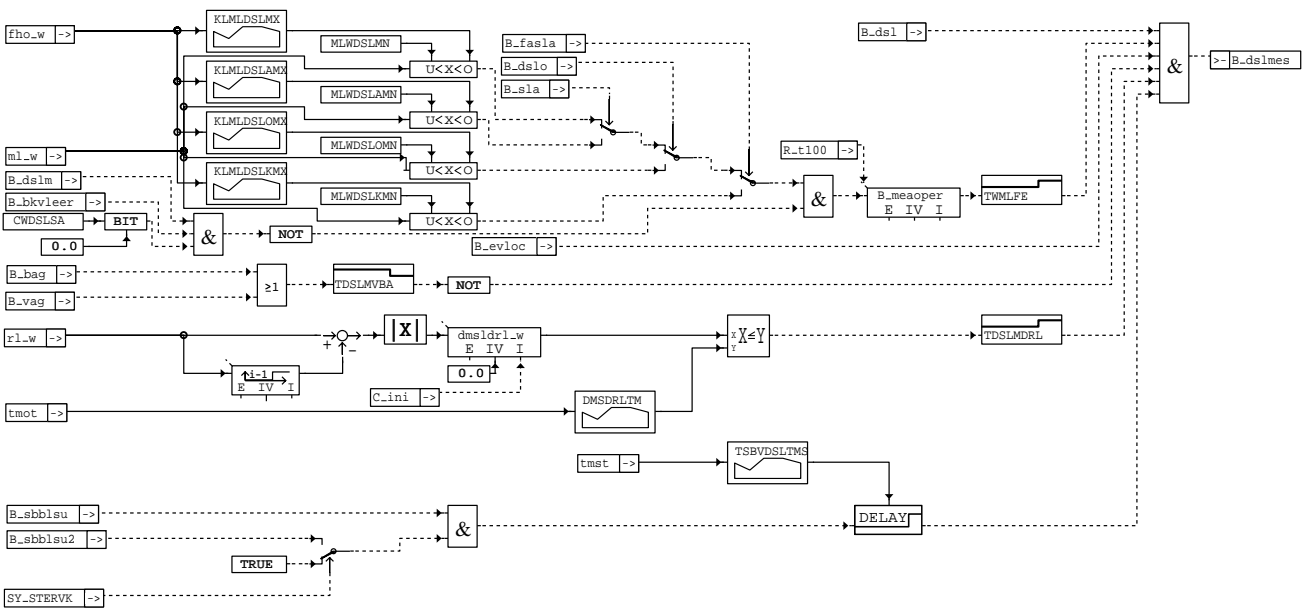 fho_w ->
KLMLDSLMX
MLWDSLMN
U<X<O
KLMLDSLAMX
MLWDSLAMN
U<X<O
KLMLDSLOMX
MLWDSLOMN
U<X<O
KLMLDSLKMX
MLWDSLKMN
U<X<O
B_fasla ->
B_dslo ->
B_sla ->
B_dsl ->
&
>- B_dslmes
ml_w ->
B_dslm ->
B_bkvleer ->
CWDSLSA
BIT
0.0
&
NOT
R_t100 ->
&
B_meaoper
E IV I
TWMLFE
B_evloc ->
B_bag ->
B_vag ->
≥1
TDSLMVBA
NOT
rl_w ->
+
−
|X|
dmsldrl_w
E IV I
0.0
i-1
E IV I
C_ini ->
X
Y
X≤Y
TDSLMDRL
tmot ->
DMSDRLTM
tmst ->
TSBVDSLTMS
DELAY
B_sbblsu ->
B_sbblsu2 ->
TRUE
&
SY_STERVK ->